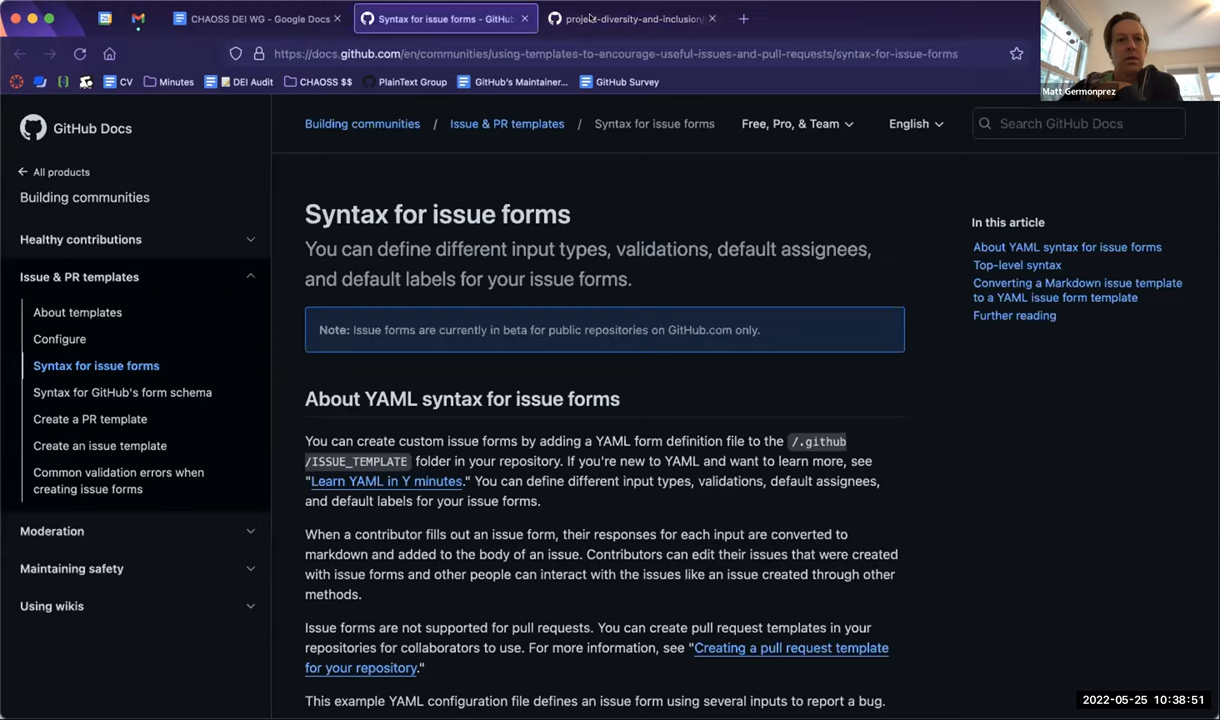 CHAOSS DEI WG - Google Docs
Syntax for issue forms - GitHub
project-diversity-and-inclusion/
https://docs.github.com/en/communities/using-templates-to-encourage-useful-issues-and-pull-requests/syntax-for-issue-forms
CV
Minutes
DEI Audit
CHAOSS $$
PlainText Group
GitHub's Maintainer...
GitHub Survey
Matt Germonprez
GitHub Docs
Building communities / Issue & PR templates / Syntax for issue forms
Free, Pro, & Team
English
Search GitHub Docs
All products
Building communities
Healthy contributions
Issue & PR templates
About templates
Configure
Syntax for issue forms
Syntax for GitHub's form schema
Create a PR template
Create an issue template
Common validation errors when
creating issue forms
Moderation
Maintaining safety
Using wikis
Syntax for issue forms
You can define different input types, validations, default assignees,
and default labels for your issue forms.
Note: Issue forms are currently in beta for public repositories on GitHub.com only.
About YAML syntax for issue forms
You can create custom issue forms by adding a YAML form definition file to the /.github
/ISSUE_TEMPLATE folder in your repository. If you're new to YAML and want to learn more, see
"Learn YAML in Y minutes." You can define different input types, validations, default assignees,
and default labels for your issue forms.
When a contributor fills out an issue form, their responses for each input are converted to
markdown and added to the body of an issue. Contributors can edit their issues that were created
with issue forms and other people can interact with the issues like an issue created through other
methods.
Issue forms are not supported for pull requests. You can create pull request templates in your
repositories for collaborators to use. For more information, see "Creating a pull request template
for your repository."
This example YAML configuration file defines an issue form using several inputs to report a bug.
In this article
About YAML syntax for issue forms
Top-level syntax
Converting a Markdown issue template
to a YAML issue form template
Further reading
2022-05-25 10:38:51